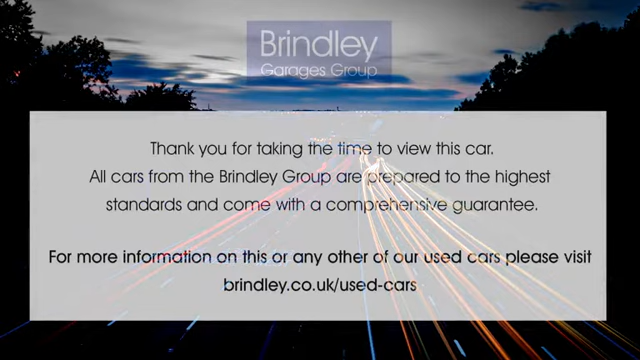 Brindley
Garages Group
Thank you for taking the time to view this car.
All cars from the Brindley Group are prepared to the highest
standards and come with a comprehensive guarantee.
For more information on this or any other of our used cars please visit
brindley.co.uk/used-cars